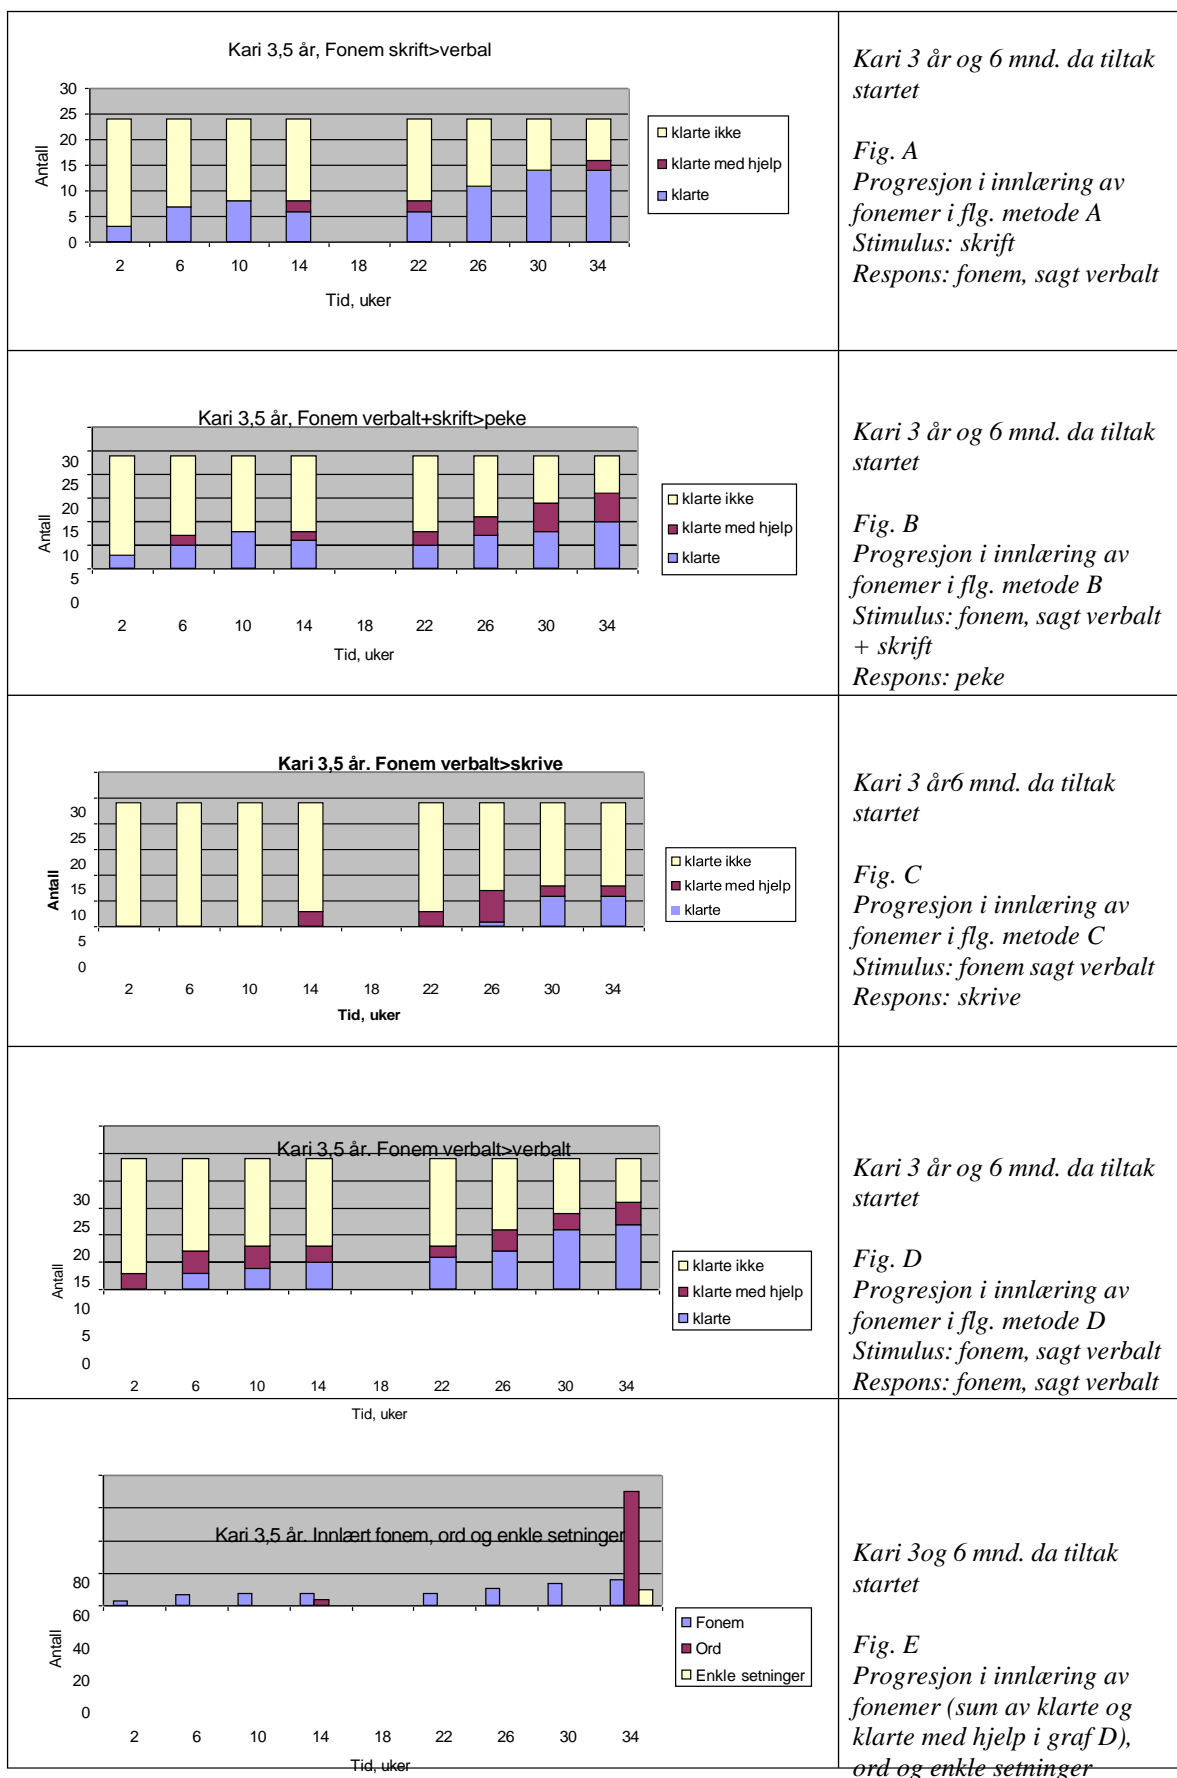 Kari 3,5 år, Fonem skrift>verbal
30
25
20
15
10
5
0
Antall
2 6 10 14 18 22 26 30 34
Tid, uker
klarte ikke
klarte med hjelp
klarte
Kari 3 år og 6 mnd. da tiltak
startet
Fig. A
Progresjon i innlæring av
fonemer i flg. metode A
Stimulus: skrift
Respons: fonem, sagt verbalt
Kari 3,5 år, Fonem verbalt+skrift>peke
30
25
20
15
10
5
0
Antall
2 6 10 14 18 22 26 30 34
Tid, uker
klarte ikke
klarte med hjelp
klarte
Kari 3 år og 6 mnd. da tiltak
startet
Fig. B
Progresjon i innlæring av
fonemer i flg. metode B
Stimulus: fonem, sagt verbalt
+ skrift
Respons: peke
Kari 3,5 år. Fonem verbalt>skrive
30
25
20
15
10
5
0
Antall
2 6 10 14 18 22 26 30 34
Tid, uker
klarte ikke
klarte med hjelp
klarte
Kari 3 år6 mnd. da tiltak
startet
Fig. C
Progresjon i innlæring av
fonemer i flg. metode C
Stimulus: fonem sagt verbalt
Respons: skrive
Kari 3,5 år. Fonem verbalt>verbalt
30
25
20
15
10
5
0
Antall
2 6 10 14 18 22 26 30 34
Tid, uker
klarte ikke
klarte med hjelp
klarte
Kari 3 år og 6 mnd. da tiltak
startet
Fig. D
Progresjon i innlæring av
fonemer i flg. metode D
Stimulus: fonem, sagt verbalt
Respons: fonem, sagt verbalt
Kari 3,5 år. Innlært fonem, ord og enkle setninger
80
60
40
20
0
Antall
2 6 10 14 18 22 26 30 34
Tid, uker
Fonem
Ord
Enkle setninger
Kari 3og 6 mnd. da tiltak
startet
Fig. E
Progresjon i innlæring av
fonemer (sum av klarte og
klarte med hjelp i graf D),
ord og enkle setninger